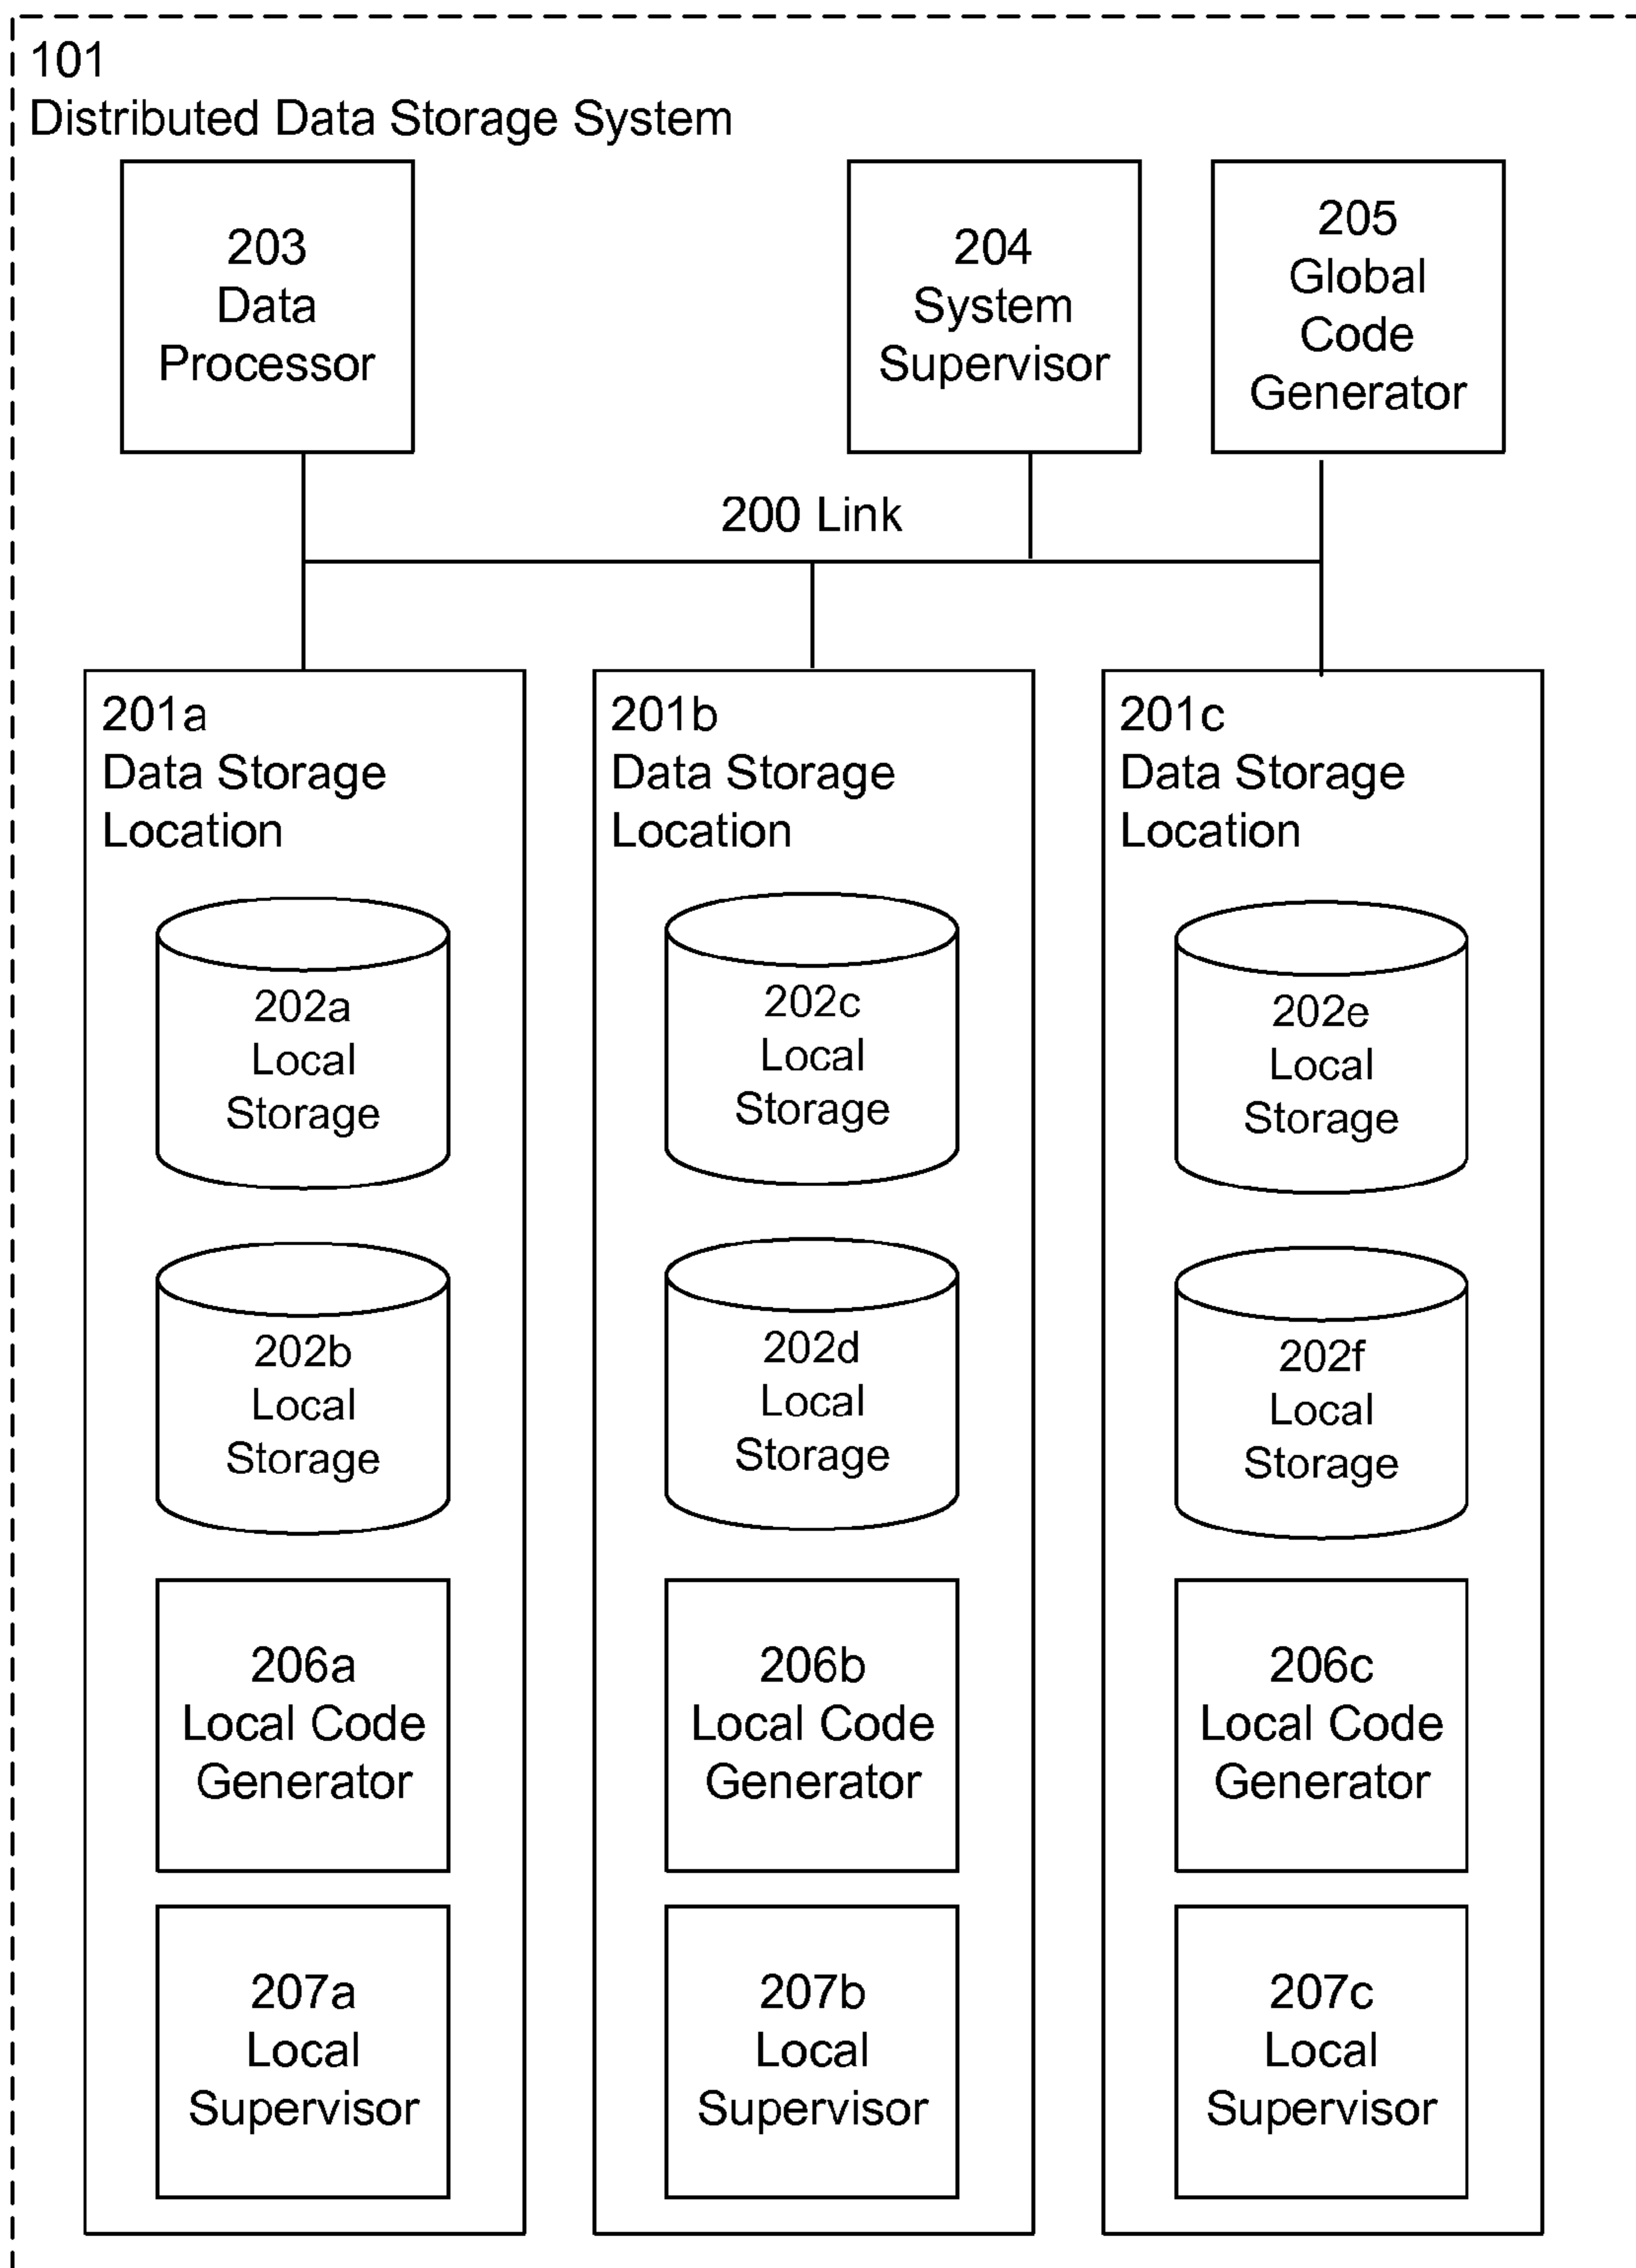 101
Distributed Data Storage System
203
Data
Processor
204
System
Supervisor
205
Global
Code
Generator
200 Link
201a
Data Storage
Location
202a
Local
Storage
202b
Local
Storage
206a
Local Code
Generator
207a
Local
Supervisor
201b
Data Storage
Location
202c
Local
Storage
202d
Local
Storage
206b
Local Code
Generator
207b
Local
Supervisor
201c
Data Storage
Location
202e
Local
Storage
202f
Local
Storage
206c
Local Code
Generator
207c
Local
Supervisor